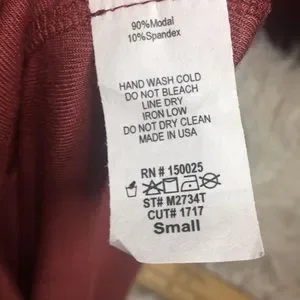 90%Modal
10%Spandex
HAND WASH COLD
DO NOT BLEACH
LINE DRY
IRON LOW
DO NOT DRY CLEAN
MADE IN USA
RN # 150025
ST# M2734T
CUT# 1717
Small